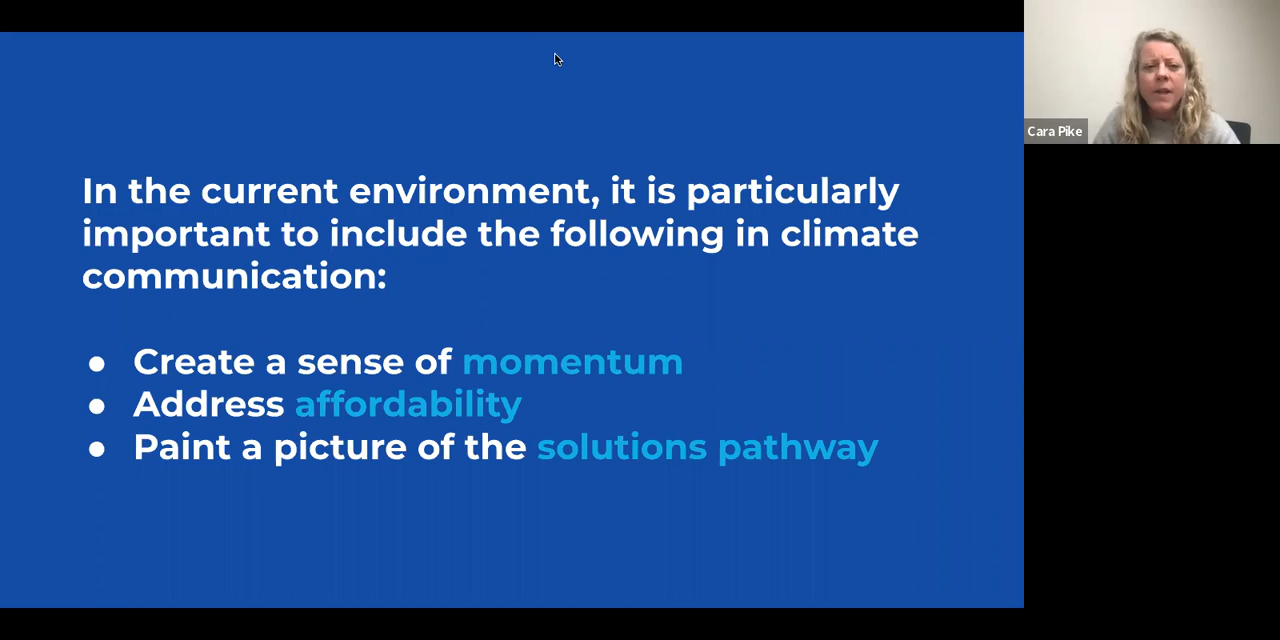 In the current environment, it is particularly
important to include the following in climate
communication:
● Create a sense of momentum
● Address affordability
● Paint a picture of the solutions pathway
Cara Pike